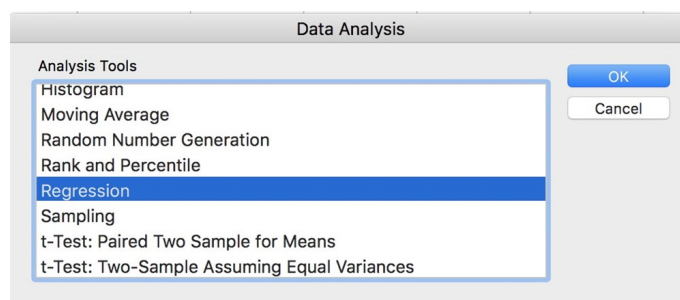 Data Analysis
Analysis Tools
OK
Histogram
Moving Average
Cancel
Random Number Generation
Rank and Percentile
Regression
Sampling
t-Test: Paired Two Sample for Means
t-Test: Two-Sample Assuming Equal Variances